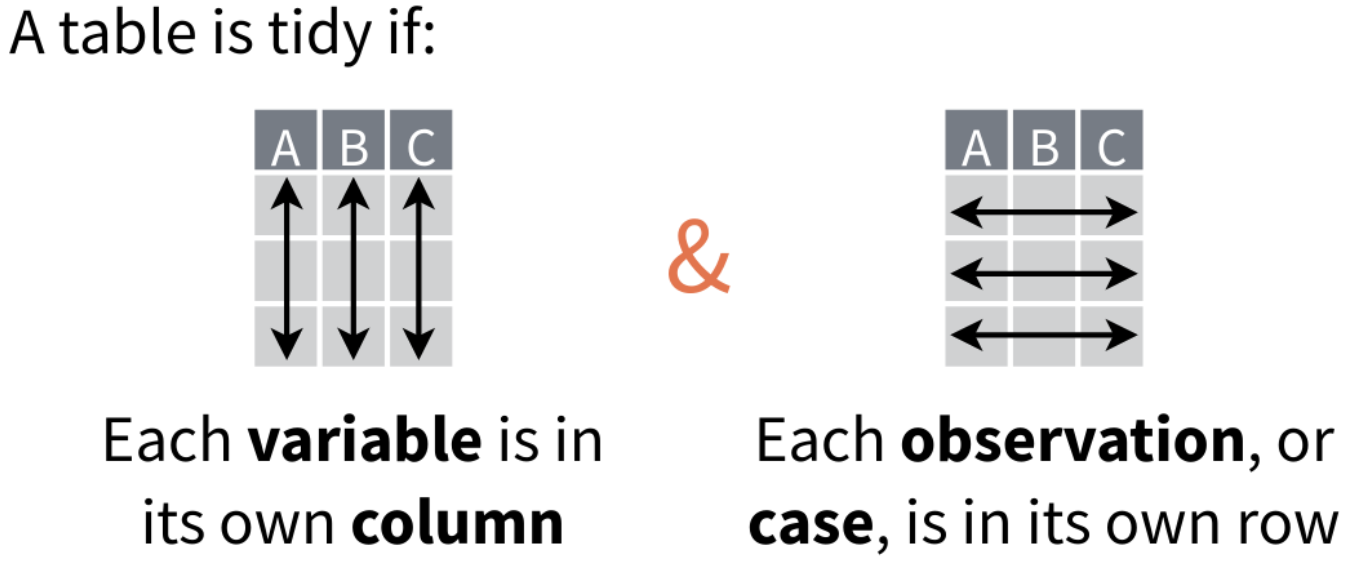 A table is tidy if:
A B C
&
A B C
Each variable is in
its own column
Each observation, or
case, is in its own row